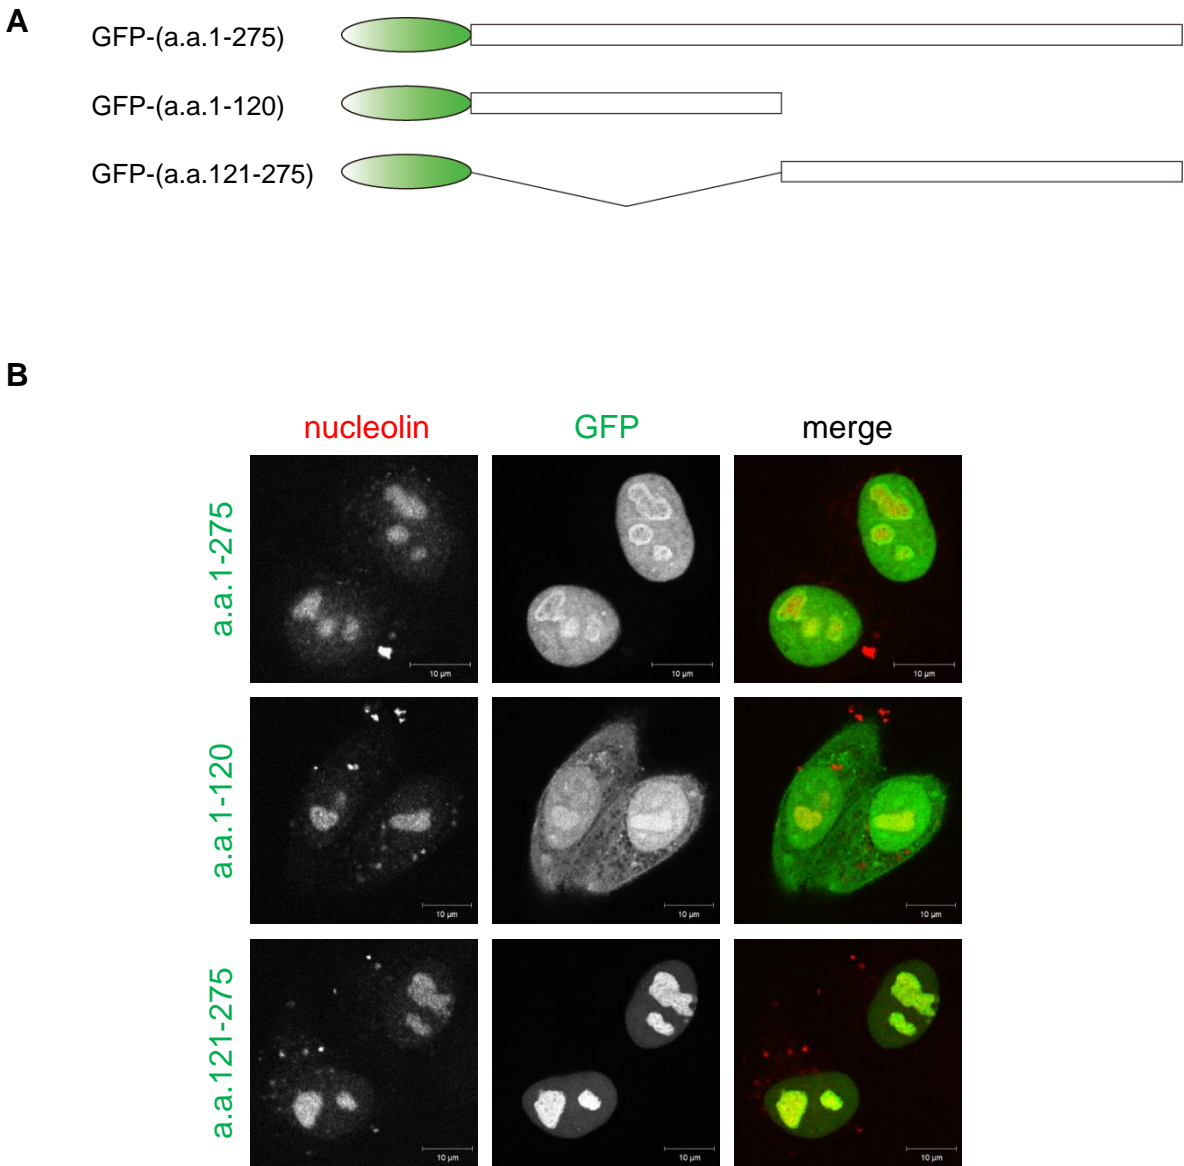 A
GFP-(a.a.1-275)
GFP-(a.a.1-120)
GFP-(a.a.121-275)
B
nucleolin GFP merge
a.a.1-275
10 µm 10 µm 10 µm
a.a.1-120
10 µm 10 µm 10 µm
a.a.121-275
10 µm 10 µm 10 µm